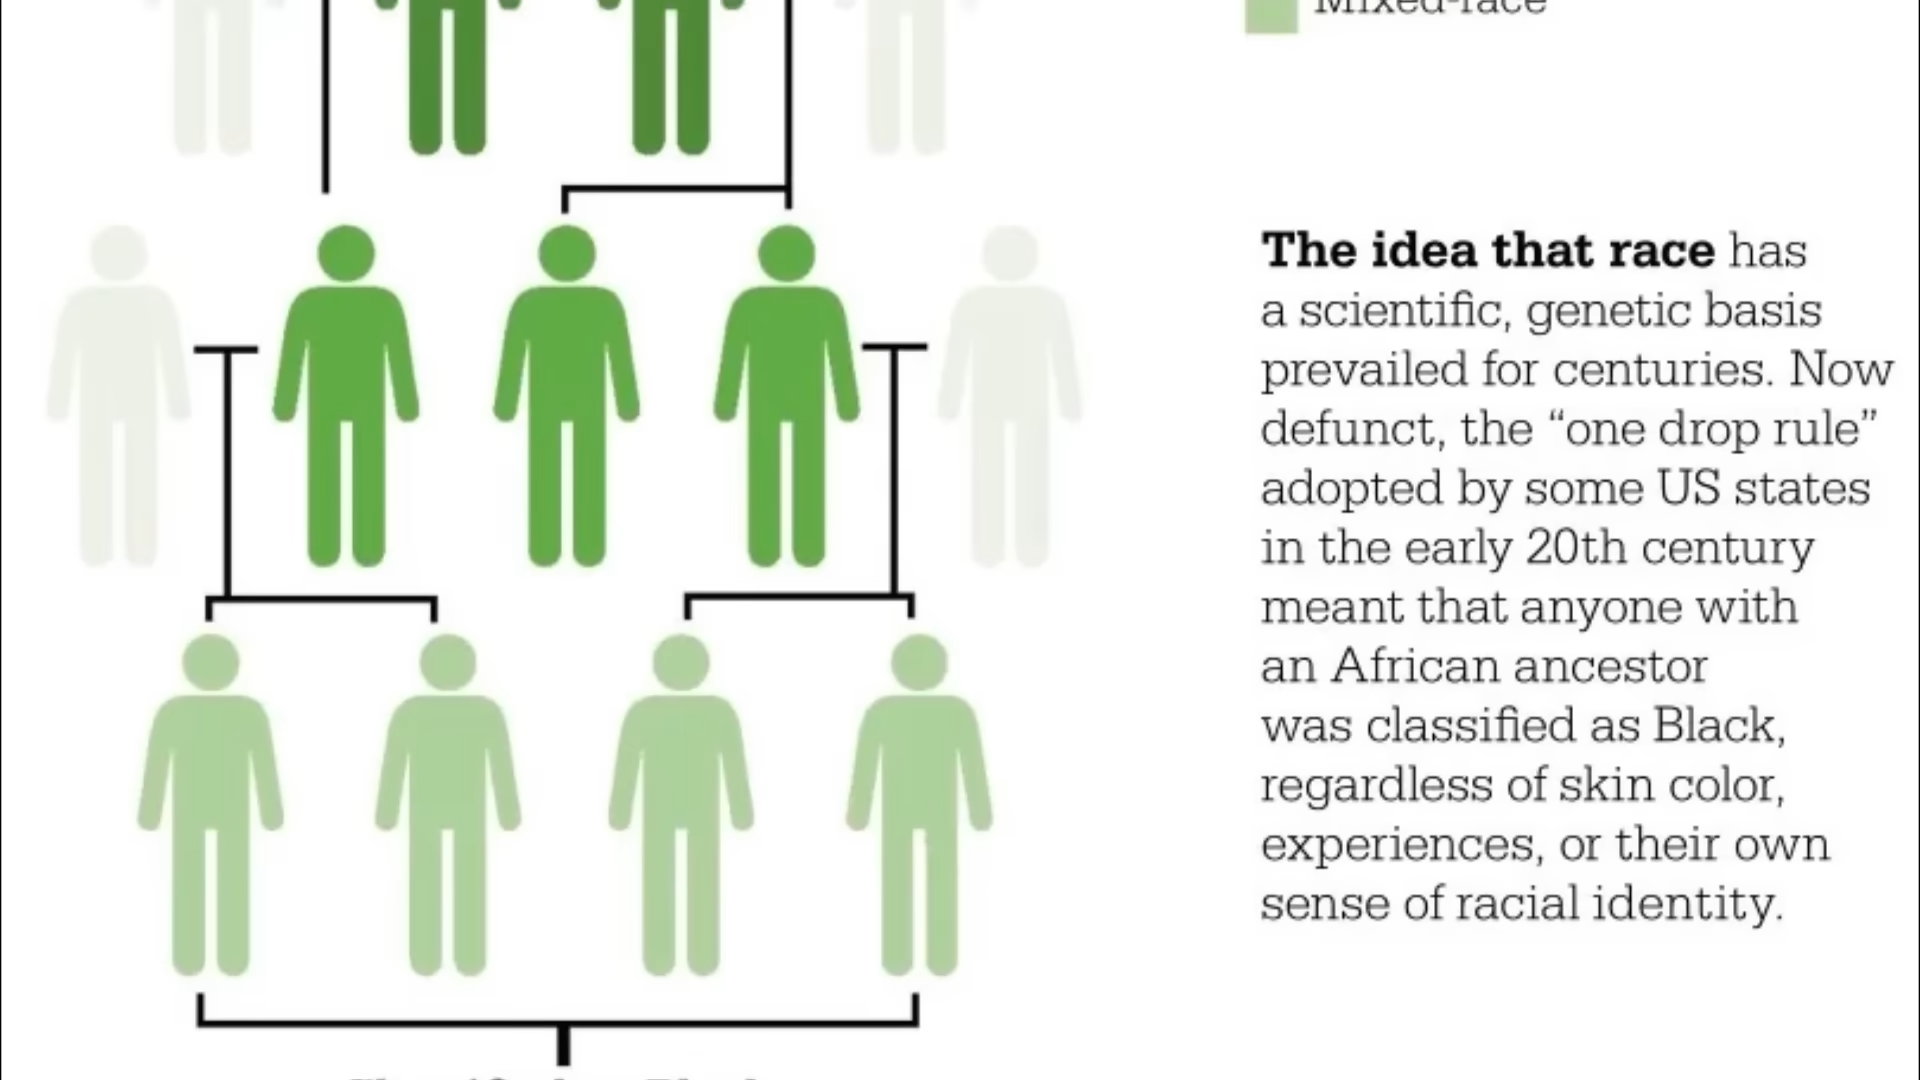 Mixed-race
The idea that race has
a scientific, genetic basis
prevailed for centuries. Now
defunct, the “one drop rule”
adopted by some US states
in the early 20th century
meant that anyone with
an African ancestor
was classified as Black,
regardless of skin color,
experiences, or their own
sense of racial identity.